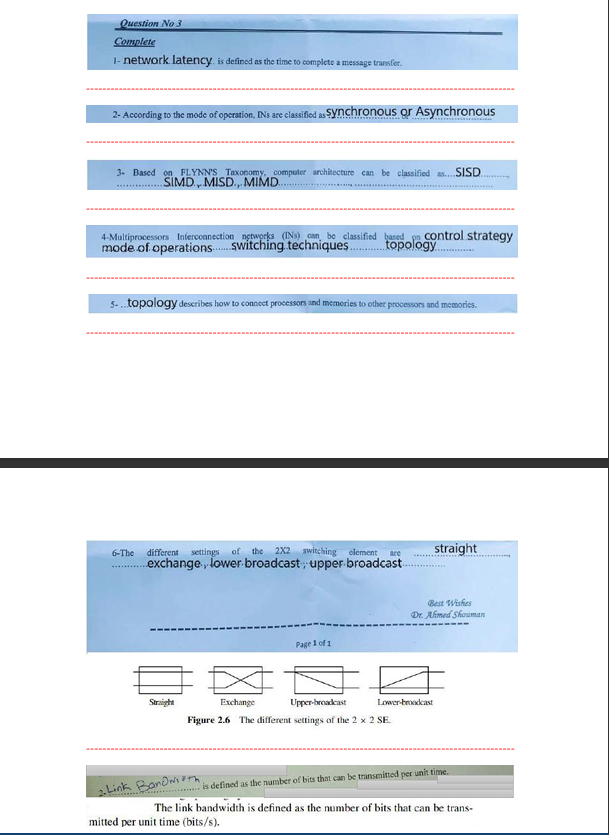 Question No 3
Complete
1- network latency. is defined as the time to complete a message transfer.
2- According to the mode of operation, INs are classified as synchronous or Asynchronous
3- Based on FLYNN'S Taxonomy, computer architecture can be classified as....SISD..........,
..................SIMD., MISD., MIMD..................
4-Multiprocessors Interconnection networks (INs) can be classified based on control strategy
mode of operations......switching techniques..........topology..........
5- ..topology describes how to connect processors and memories to other processors and memories.
6-The different settings of the 2X2 switching element are ..........straight..........,
..........exchange., lower broadcast, upper broadcast............
Best Wishes
Dr. Ahmed Shouman
Page 1 of 1
Straight Exchange Upper-broadcast Lower-broadcast
Figure 2.6 The different settings of the 2 × 2 SE.
2. Link BanDwidth is defined as the number of bits that can be transmitted per unit time.
The link bandwidth is defined as the number of bits that can be trans-
mitted per unit time (bits/s).